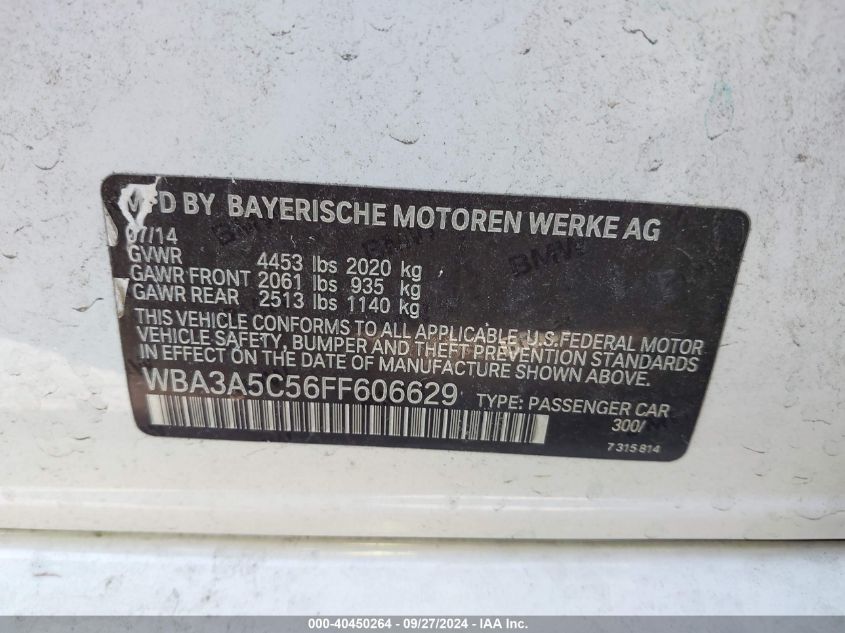 MFD BY BAYERISCHE MOTOREN WERKE AG
07/14
GVWR 4453 lbs 2020 kg
GAWR FRONT 2061 lbs 935 kg
GAWR REAR 2513 lbs 1140 kg
THIS VEHICLE CONFORMS TO ALL APPLICABLE U.S. FEDERAL MOTOR
VEHICLE SAFETY, BUMPER AND THEFT PREVENTION STANDARDS
IN EFFECT ON THE DATE OF MANUFACTURE SHOWN ABOVE.
WBA3A5C56FF606629 TYPE: PASSENGER CAR
300/
7315814
000-40450264 - 09/27/2024 - IAA Inc.